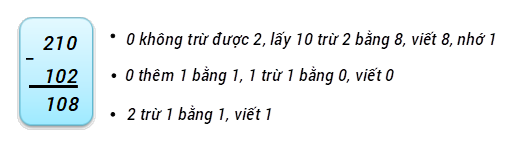 210
-
102
108
• 0 không trừ được 2, lấy 10 trừ 2 bằng 8, viết 8, nhớ 1
• 0 thêm 1 bằng 1, 1 trừ 1 bằng 0, viết 0
• 2 trừ 1 bằng 1, viết 1